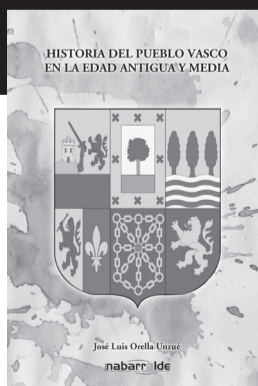 HISTORIA DEL PUEBLO VASCO
EN LA EDAD ANTIGUA Y MEDIA
José Luis Orella Unzué
nabarralde